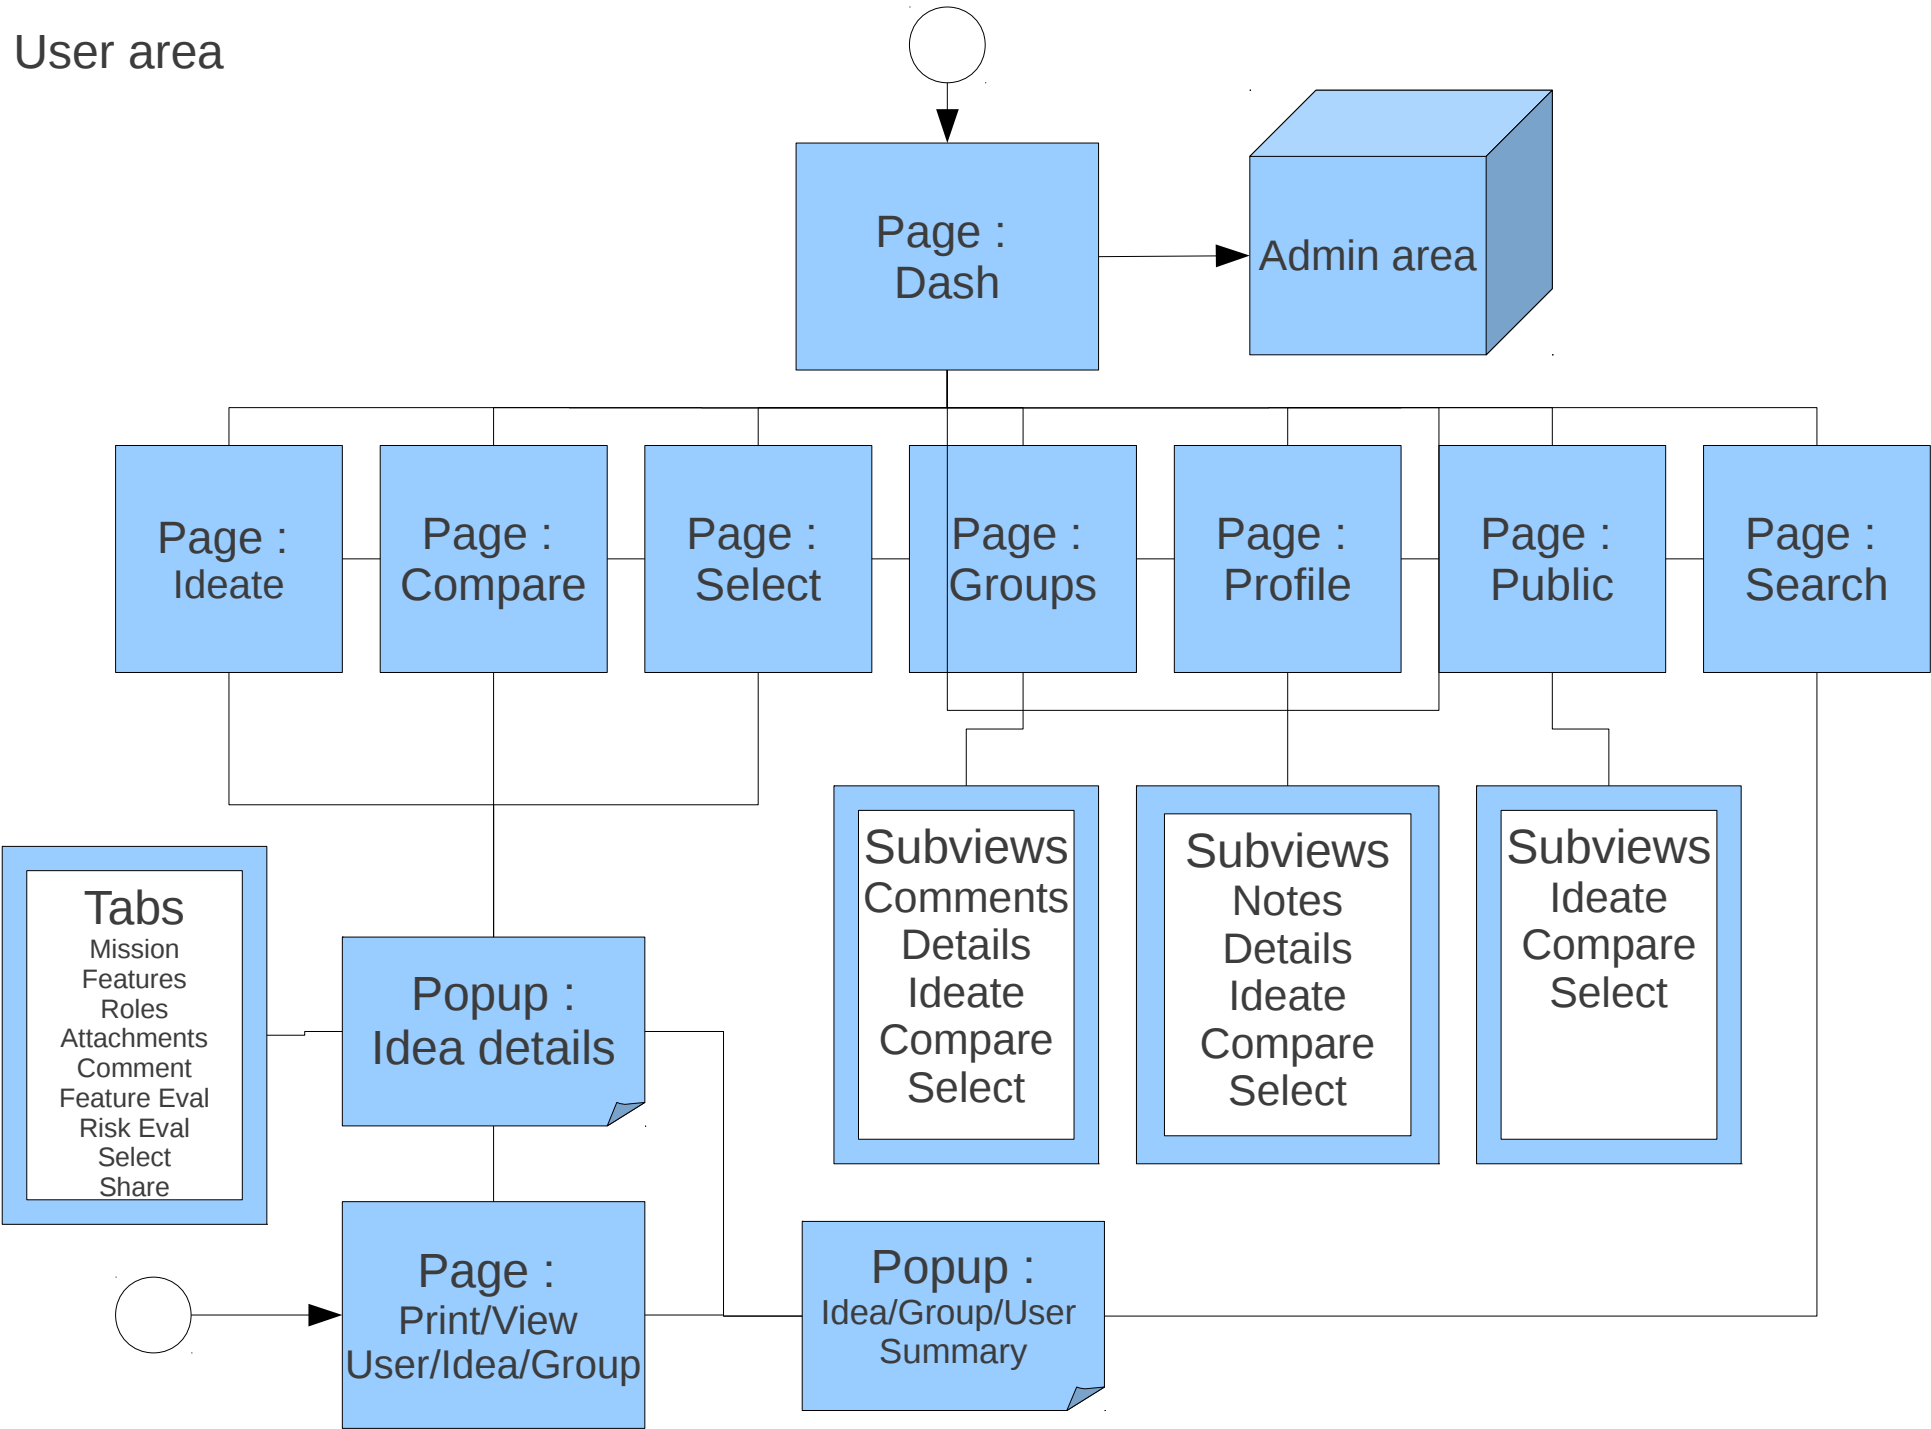 User area
Page :
Dash
Admin area
Page :
Ideate
Page :
Compare
Page :
Select
Page :
Groups
Page :
Profile
Page :
Public
Page :
Search
Tabs
Mission
Features
Roles
Attachments
Comment
Feature Eval
Risk Eval
Select
Share
Popup :
Idea details
Subviews
Comments
Details
Ideate
Compare
Select
Subviews
Notes
Details
Ideate
Compare
Select
Subviews
Ideate
Compare
Select
Page :
Print/View
User/Idea/Group
Popup :
Idea/Group/User
Summary